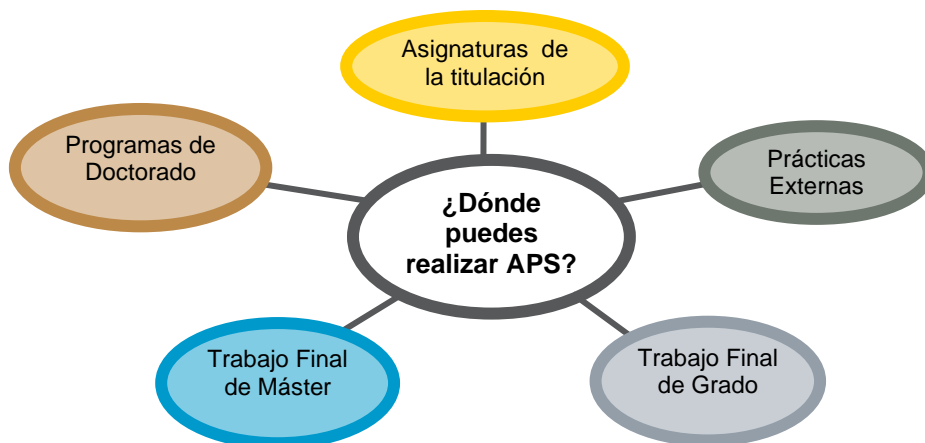 Asignaturas de
la titulación
Programas de
Doctorado
Prácticas
Externas
¿Dónde
puedes
realizar APS?
Trabajo Final
de Máster
Trabajo Final
de Grado